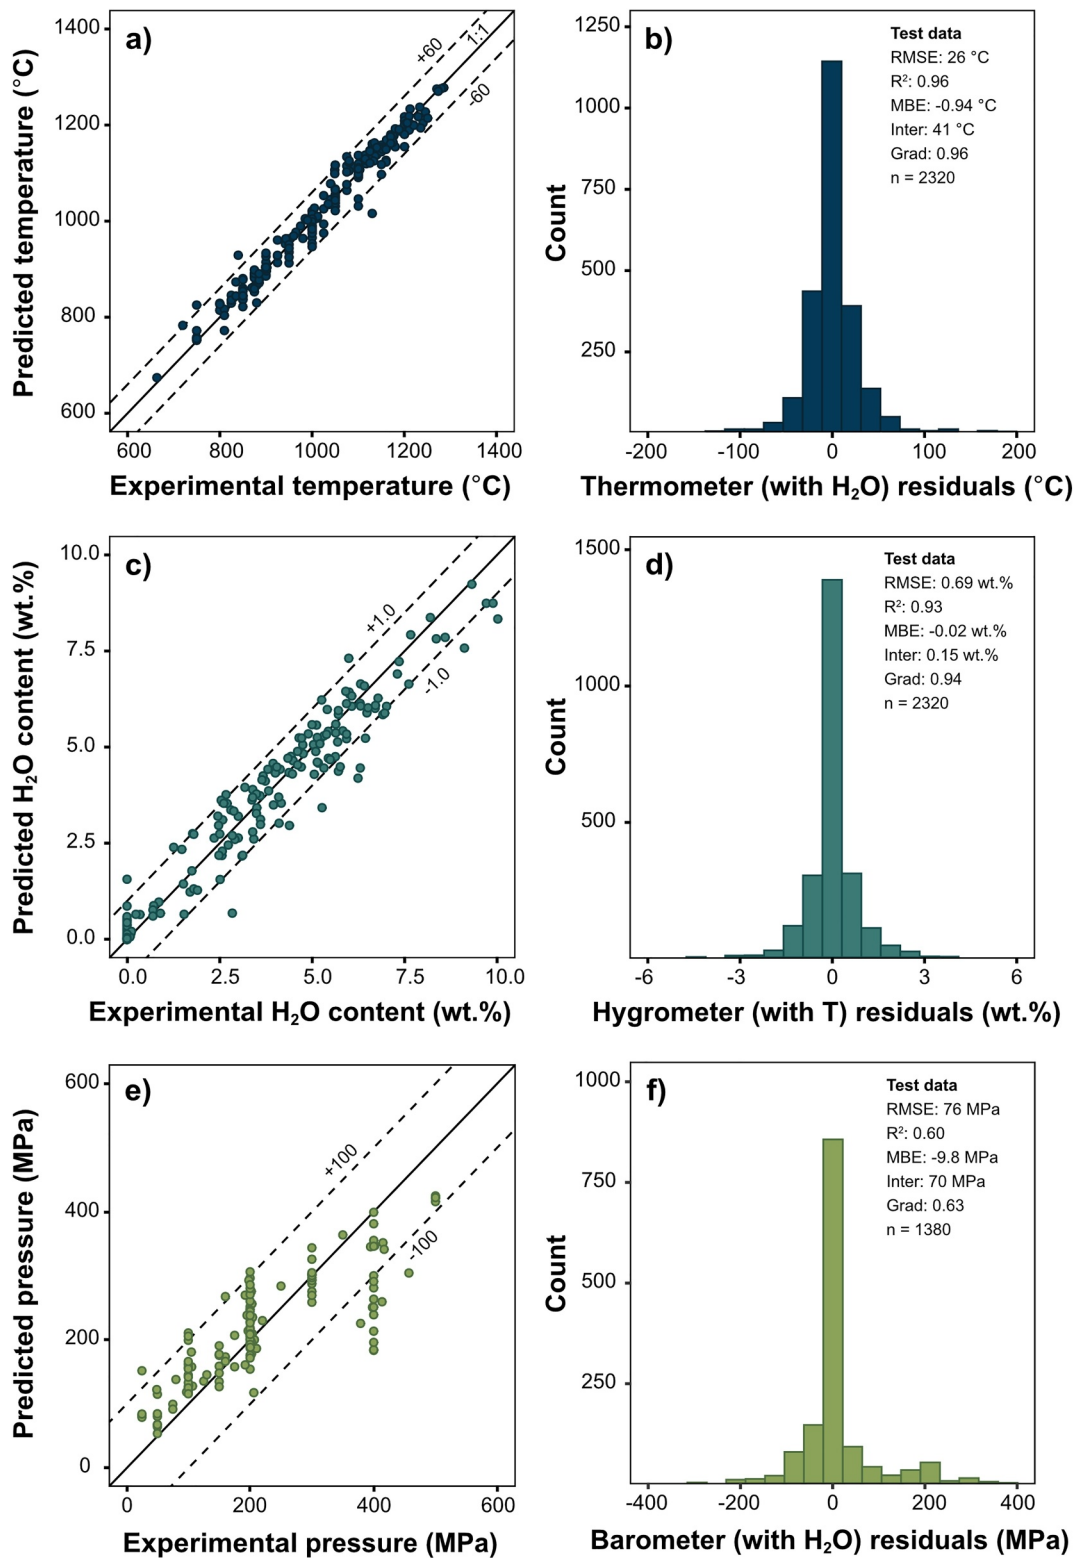 a)
+60
1:1
-60
1400
1200
1000
800
600
600 800 1000 1200 1400
Predicted temperature (°C)
Experimental temperature (°C)
b)
Test data
RMSE: 26 °C
R²: 0.96
MBE: -0.94 °C
Inter: 41 °C
Grad: 0.96
n = 2320
1250
1000
750
500
250
-200 -100 0 100 200
Count
Thermometer (with H₂O) residuals (°C)
c)
+1.0
-1.0
10.0
7.5
5.0
2.5
0.0
0.0 2.5 5.0 7.5 10.0
Predicted H₂O content (wt.%)
Experimental H₂O content (wt.%)
d)
Test data
RMSE: 0.69 wt.%
R²: 0.93
MBE: -0.02 wt.%
Inter: 0.15 wt.%
Grad: 0.94
n = 2320
1500
1000
500
-6 -3 0 3 6
Count
Hygrometer (with T) residuals (wt.%)
e)
+100
-100
600
400
200
0
0 200 400 600
Predicted pressure (MPa)
Experimental pressure (MPa)
f)
Test data
RMSE: 76 MPa
R²: 0.60
MBE: -9.8 MPa
Inter: 70 MPa
Grad: 0.63
n = 1380
1000
750
500
250
-400 -200 0 200 400
Count
Barometer (with H₂O) residuals (MPa)